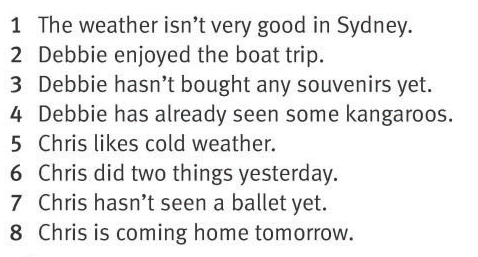 1 The weather isn’t very good in Sydney.
2 Debbie enjoyed the boat trip.
3 Debbie hasn’t bought any souvenirs yet.
4 Debbie has already seen some kangaroos.
5 Chris likes cold weather.
6 Chris did two things yesterday.
7 Chris hasn’t seen a ballet yet.
8 Chris is coming home tomorrow.